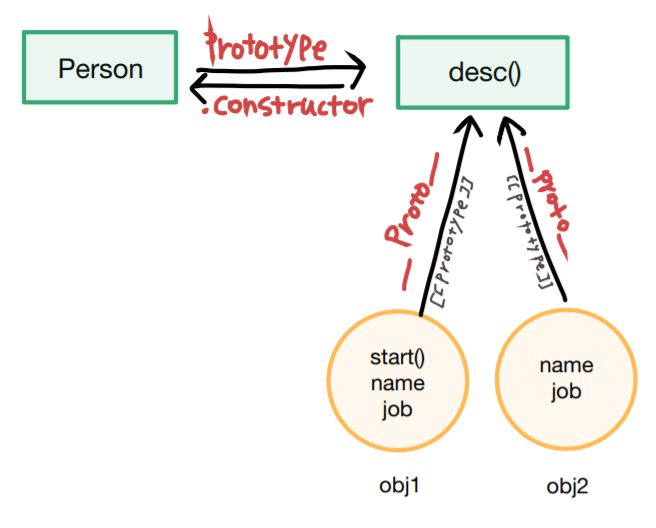 Person
Prototype
.constructor
desc()
__Proto__
[[Prototype]]
[[Prototype]]
__proto__
start()
name
job
name
job
obj1
obj2